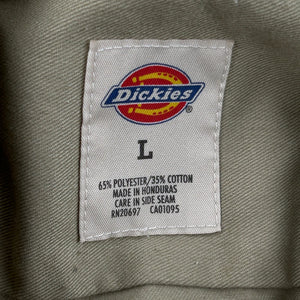 Dickies
L
65% POLYESTER/35% COTTON
MADE IN HONDURAS
CARE IN SIDE SEAM
RN20697 CA01095